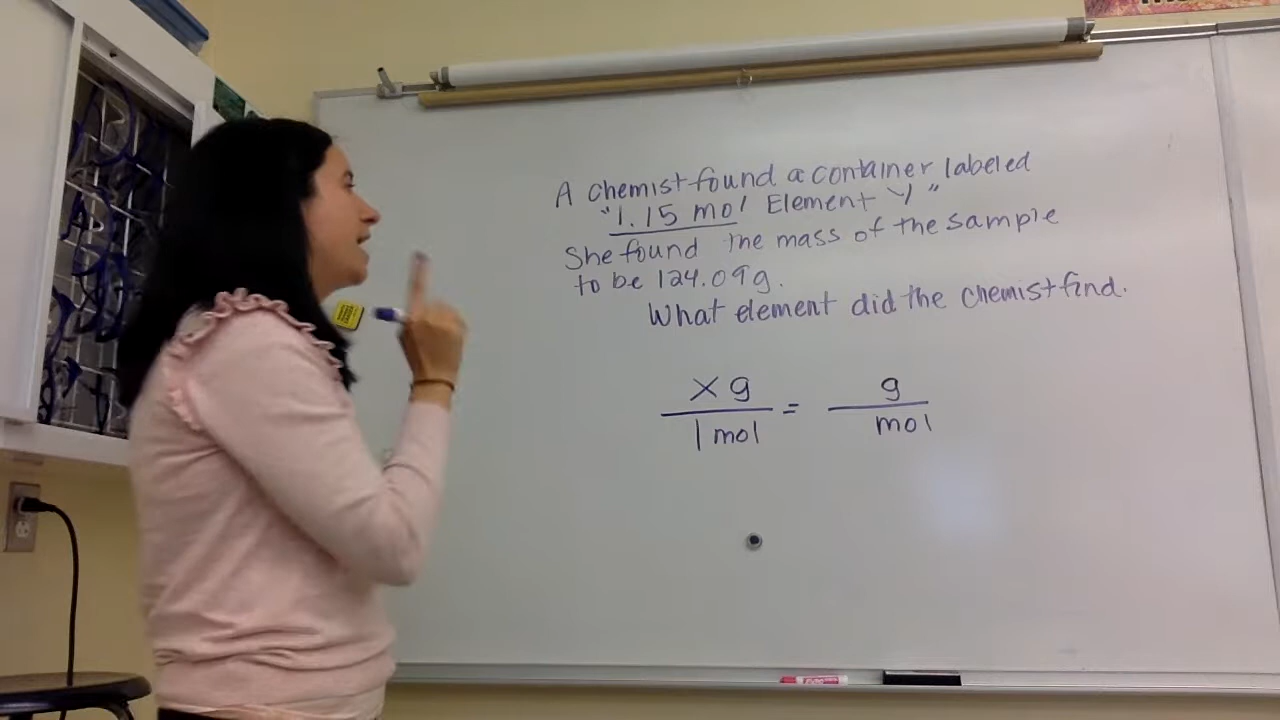 A chemist found a container labeled
"1.15 mol Element Y"
She found the mass of the sample
to be 124.09g.
What element did the chemist find.
x g = g
1 mol mol